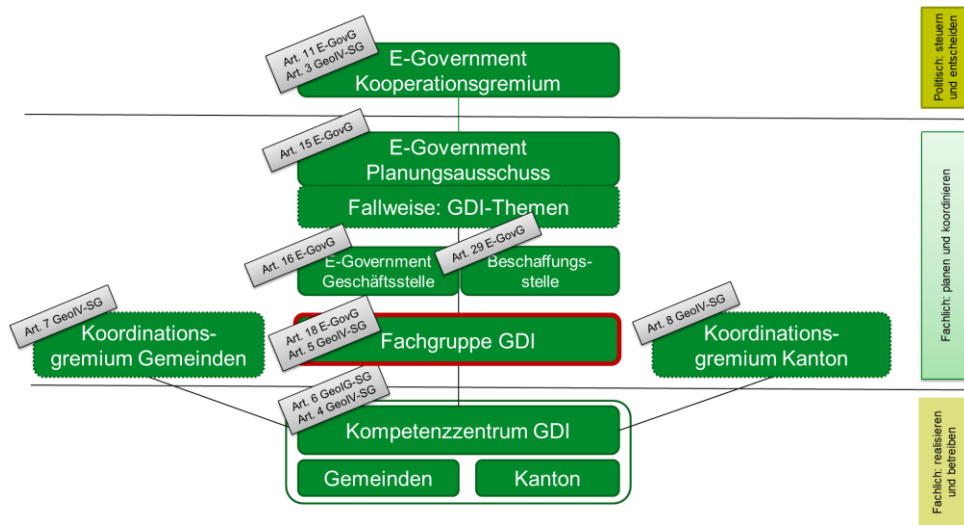 Art. 11 E-GovG
Art. 3 GeoIV-SG
E-Government
Kooperationsgremium
Politisch: steuern
und entscheiden
Art. 15 E-GovG
E-Government
Planungsausschuss
Fallweise: GDI-Themen
Art. 16 E-GovG
E-Government
Geschäftsstelle
Art. 29 E-GovG
Beschaffungs-
stelle
Fachlich: planen und koordinieren
Art. 7 GeoIV-SG
Koordinations-
gremium Gemeinden
Art. 18 E-GovG
Art. 5 GeoIV-SG
Fachgruppe GDI
Art. 8 GeoIV-SG
Koordinations-
gremium Kanton
Art. 6 GeoIG-SG
Art. 4 GeoIV-SG
Kompetenzzentrum GDI
Gemeinden
Kanton
Fachlich: realisieren
und betreiben